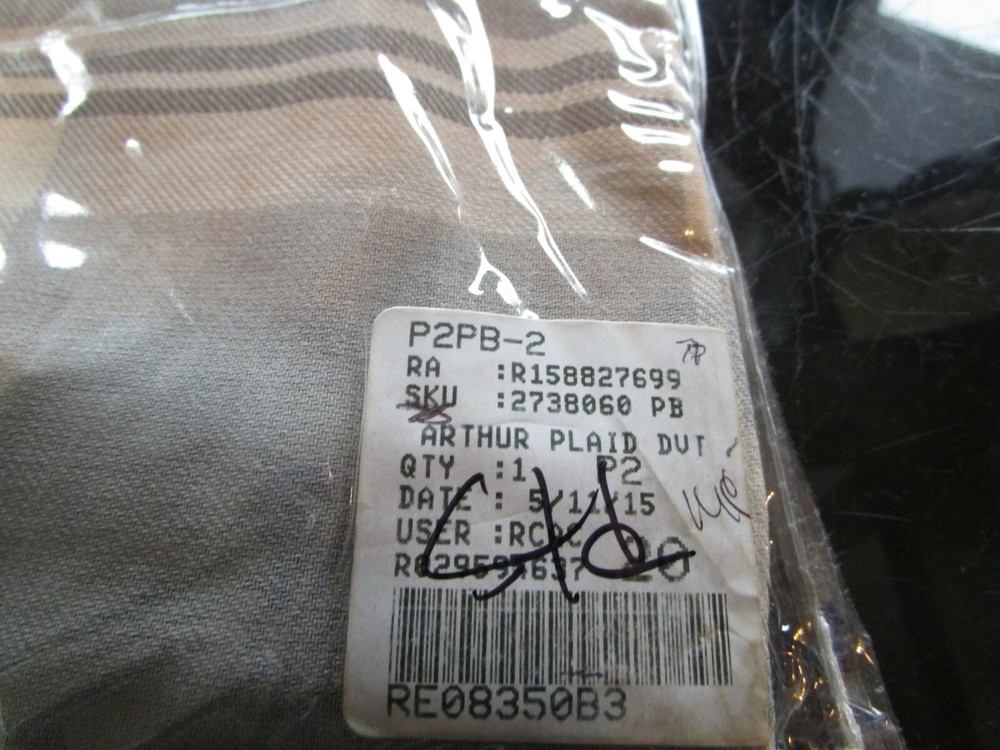 P2PB-2
RA :R158827699
SKU :2738060 PB
ARTHUR PLAID DVT
QTY :1 P2
DATE : 5/11/15
USER :
20
RE08350B3